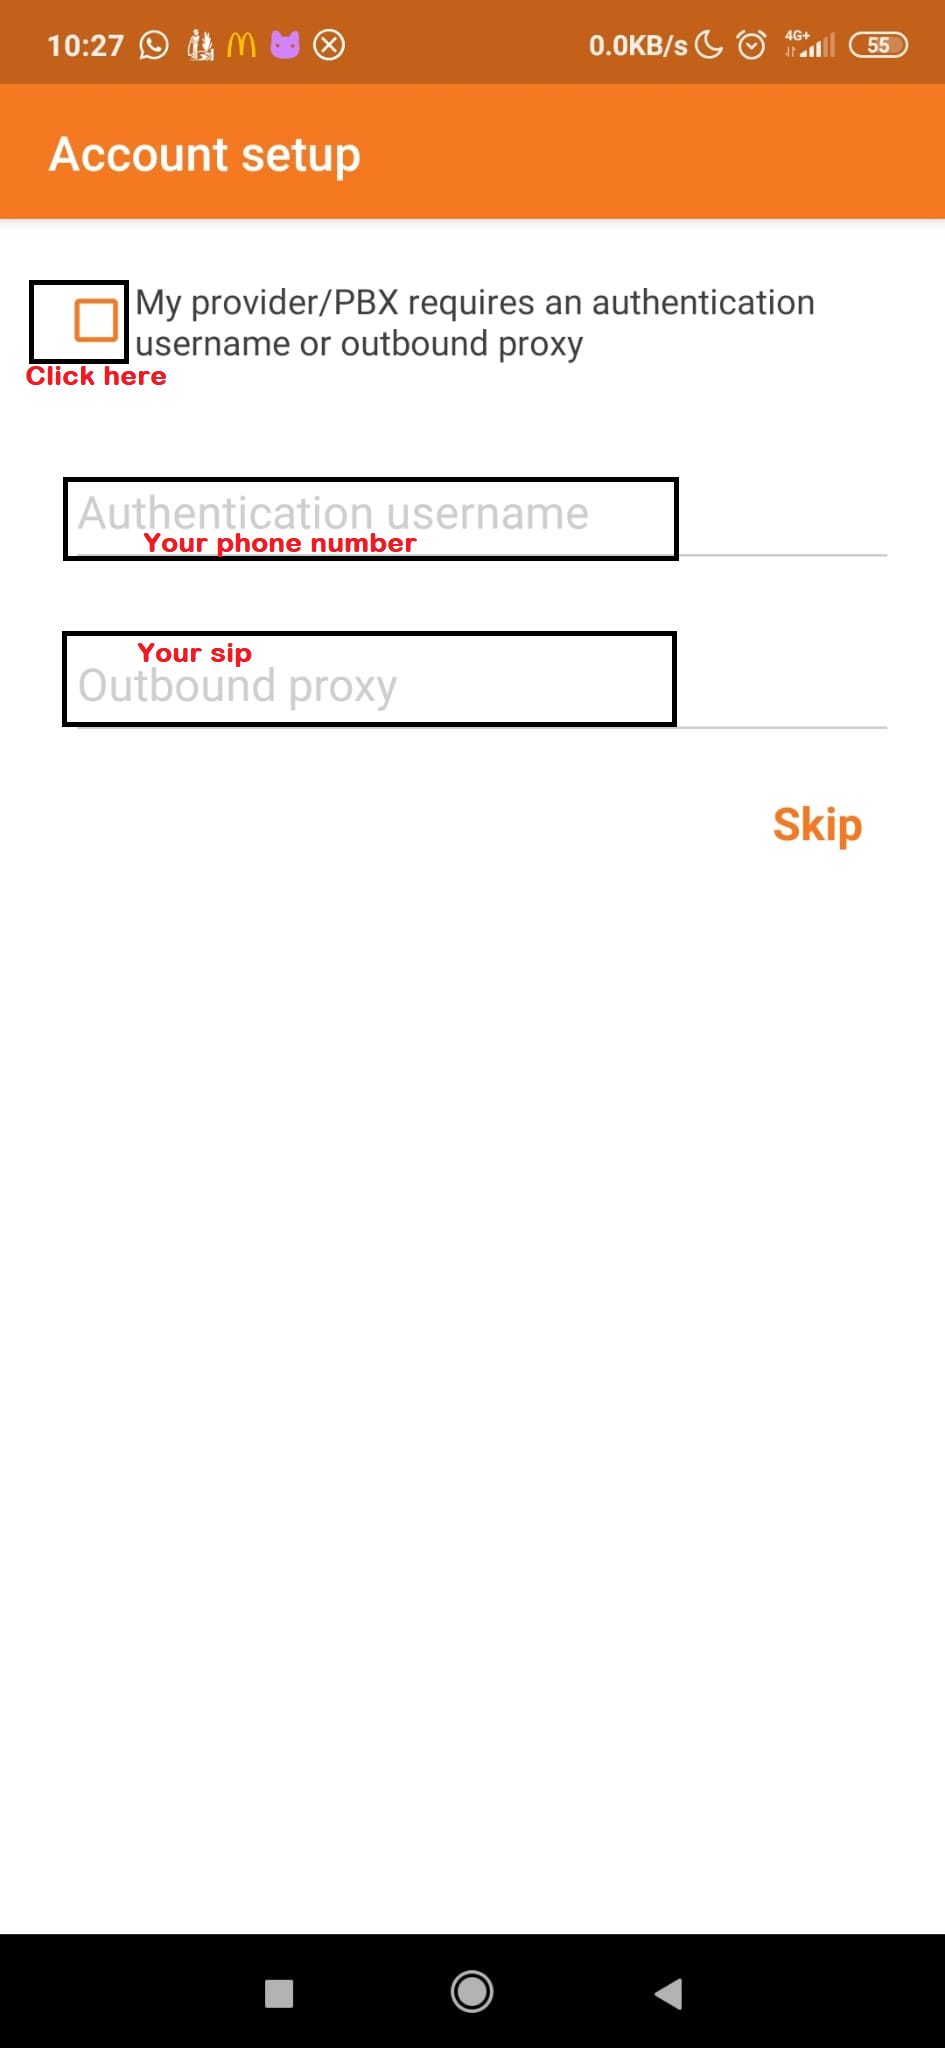 10:27 0.0KB/s 4G+ 55
Account setup
My provider/PBX requires an authentication
username or outbound proxy
Click here
Authentication username
Your phone number
Your sip
Outbound proxy
Skip